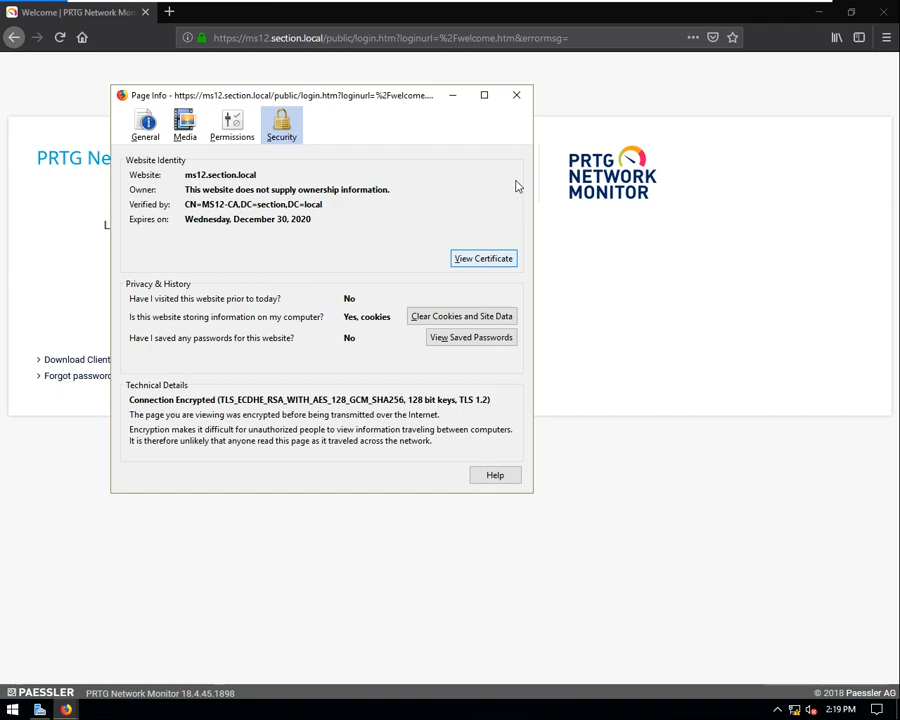 Welcome | PRTG Network Mon
https://ms12.section.local/public/login.htm?loginurl=%2Fwelcome.htm&errormsg=
Page Info - https://ms12.section.local/public/login.htm?loginurl=%2Fwelcome....
General
Media
Permissions
Security
PRTG Ne
PRTG
NETWORK
MONITOR
Website Identity
Website: ms12.section.local
Owner: This website does not supply ownership information.
Verified by: CN=MS12-CA,DC=section,DC=local
Expires on: Wednesday, December 30, 2020
L
View Certificate
Privacy & History
Have I visited this website prior to today? No
Is this website storing information on my computer? Yes, cookies Clear Cookies and Site Data
Have I saved any passwords for this website? No View Saved Passwords
Download Client
Forgot password
Technical Details
Connection Encrypted (TLS_ECDHE_RSA_WITH_AES_128_GCM_SHA256, 128 bit keys, TLS 1.2)
The page you are viewing was encrypted before being transmitted over the Internet.
Encryption makes it difficult for unauthorized people to view information traveling between computers.
It is therefore unlikely that anyone read this page as it traveled across the network.
Help
PAESSLER PRTG Network Monitor 18.4.45.1898
© 2018 Paessler AG
2:19 PM